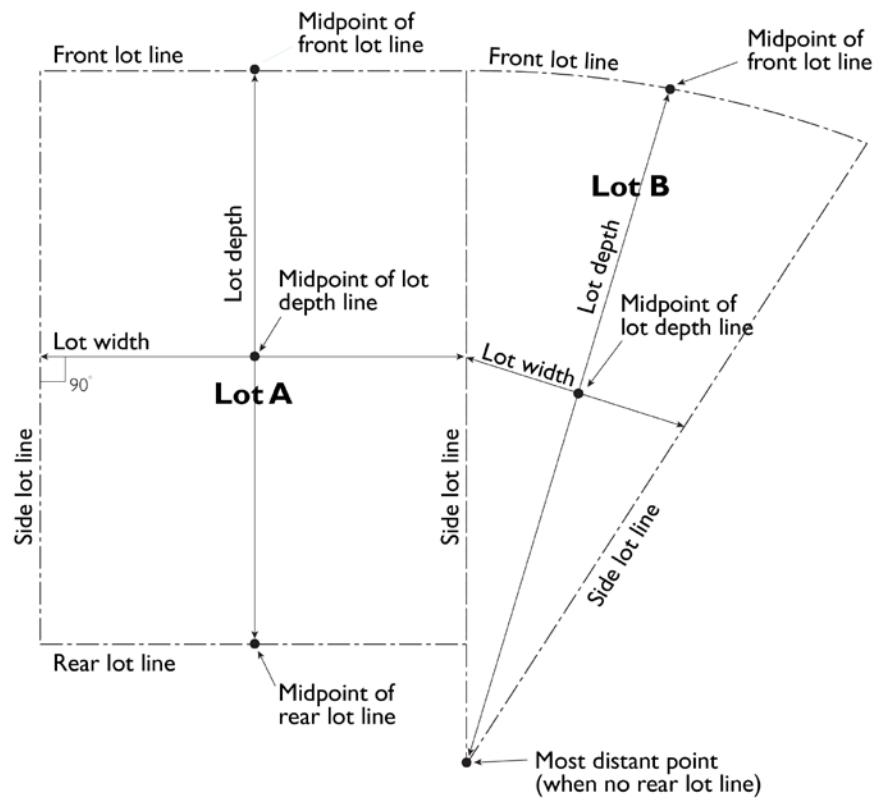 Midpoint of
front lot line
Front lot line
Front lot line
Midpoint of
front lot line
Lot B
Lot depth
Lot depth
Midpoint of lot
depth line
Midpoint of
lot depth line
Lot width
Lot width
90°
Lot A
Side lot line
Side lot line
Side lot line
Rear lot line
Midpoint of
rear lot line
Most distant point
(when no rear lot line)